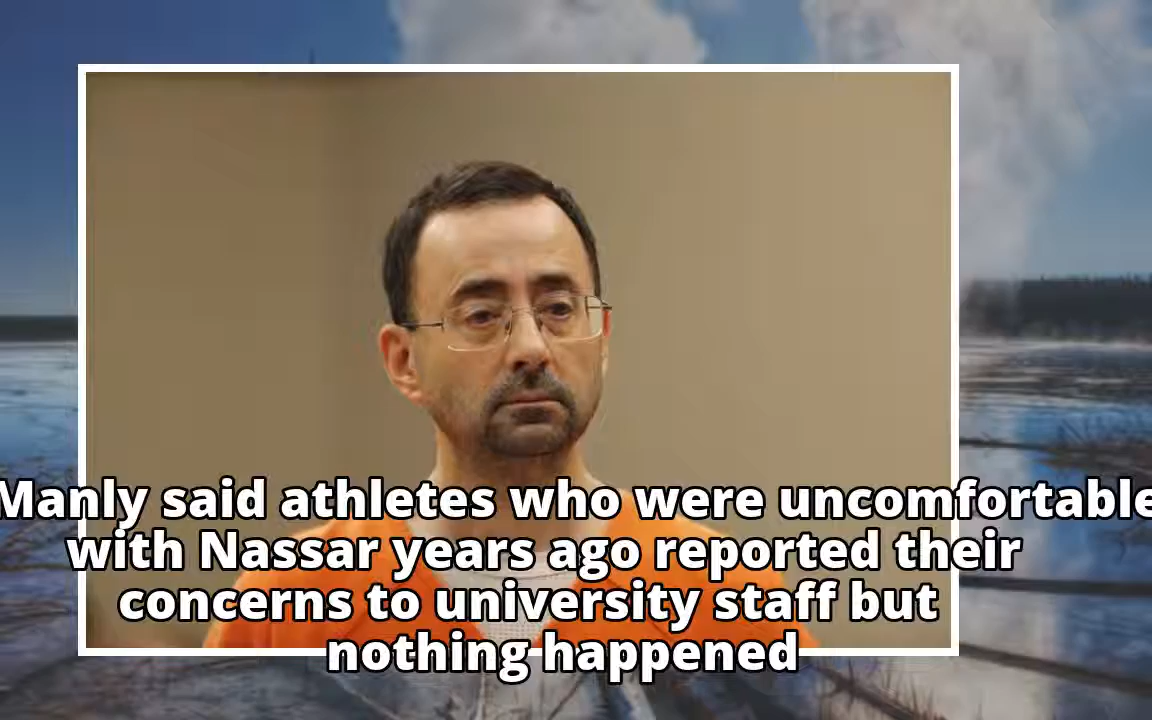 Manly said athletes who were uncomfortable
with Nassar years ago reported their
concerns to university staff but
nothing happened